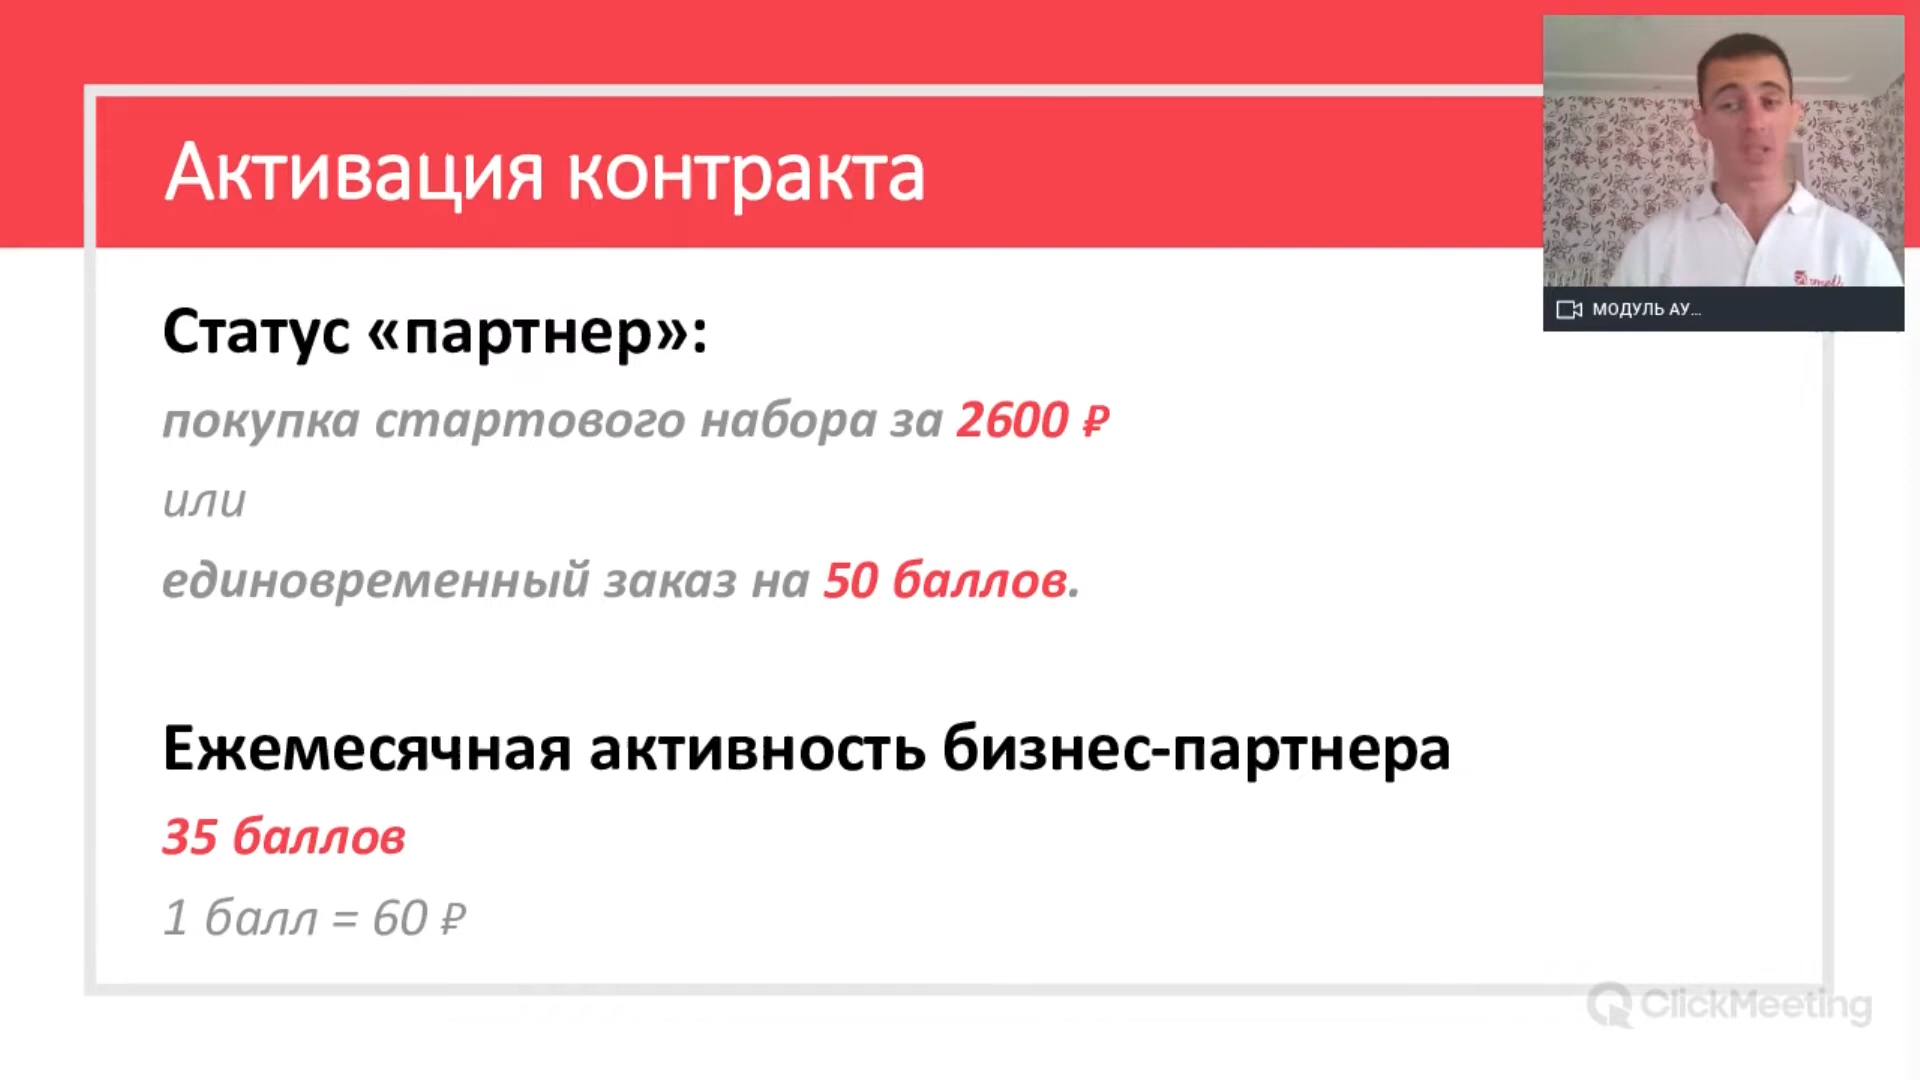 Активация контракта
МОДУЛЬ АУ...
Статус «партнер»:
покупка стартового набора за 2600 ₽
или
единовременный заказ на 50 баллов.
Ежемесячная активность бизнес-партнера
35 баллов
1 балл = 60 ₽
ClickMeeting